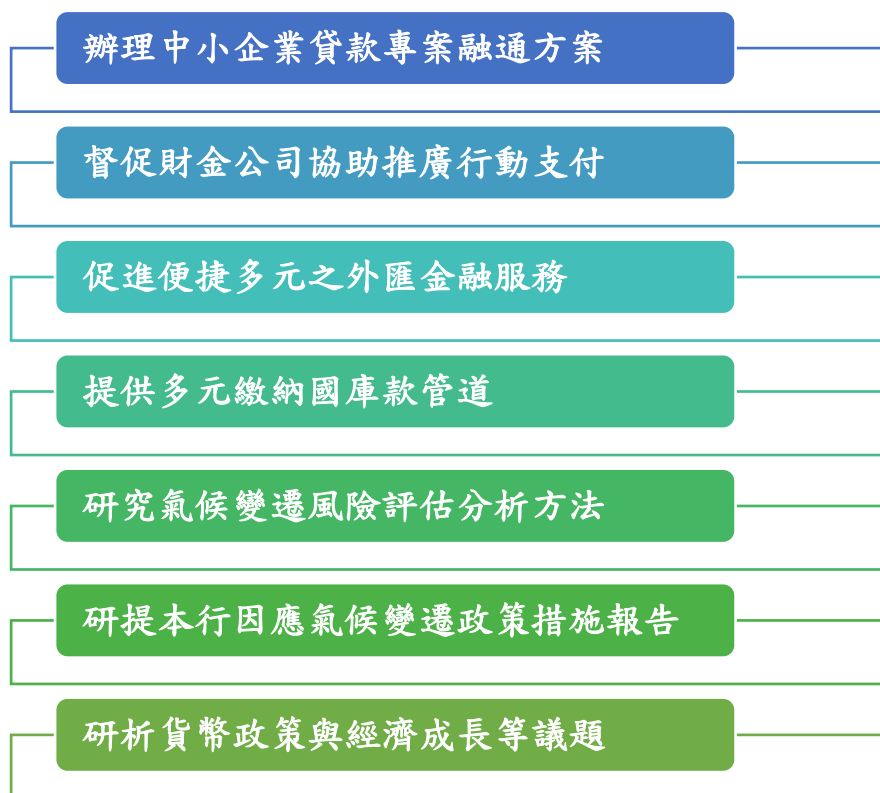 辦理中小企業貸款專案融通方案
督促財金公司協助推廣行動支付
促進便捷多元之外匯金融服務
提供多元繳納國庫款管道
研究氣候變遷風險評估分析方法
研提本行因應氣候變遷政策措施報告
研析貨幣政策與經濟成長等議題